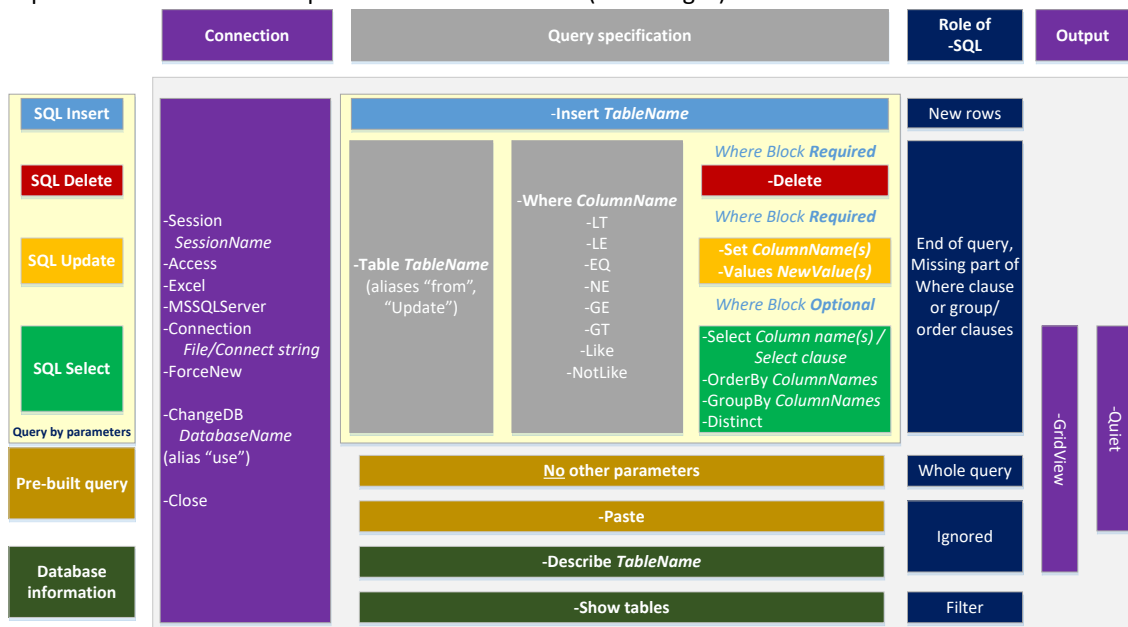 Connection
Query specification
Role of
-SQL
Output
SQL Insert
SQL Delete
SQL Update
SQL Select
Query by parameters
Pre-built query
Database
information
-Session
SessionName
-Access
-Excel
-MSSQLServer
-Connection
File/Connect string
-ForceNew
-ChangeDB
DatabaseName
(alias “use”)
-Close
-Insert TableName
-Table TableName
(aliases “from”,
“Update”)
-Where ColumnName
-LT
-LE
-EQ
-NE
-GE
-GT
-Like
-NotLike
Where Block Required
-Delete
Where Block Required
-Set ColumnName(s)
-Values NewValue(s)
Where Block Optional
-Select Column name(s) /
Select clause
-OrderBy ColumnNames
-GroupBy ColumnNames
-Distinct
No other parameters
-Paste
-Describe TableName
-Show tables
New rows
End of query,
Missing part of
Where clause
or group/
order clauses
Whole query
Ignored
Filter
-GridView
-Quiet